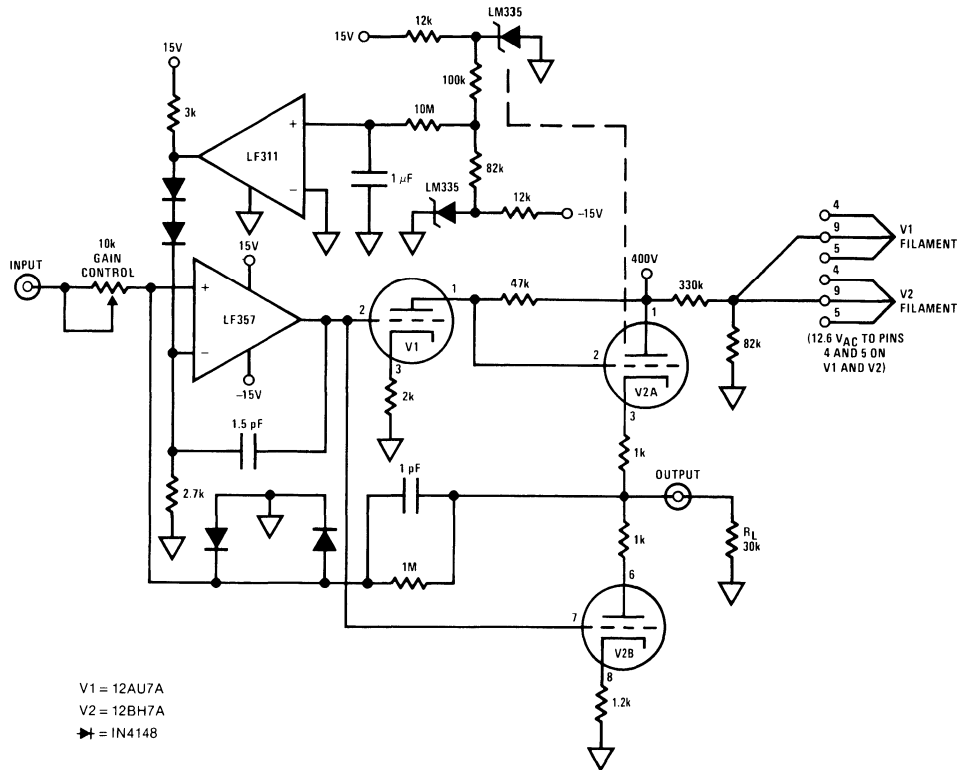 LM335
12k
15V
15V
100k
3k
10M
+
LF311
–
1 µF
82k
LM335
12k
–15V
10k
GAIN
CONTROL
INPUT
15V
+
LF357
–
–15V
2
1
V1
3
2k
47k
400V
330k
1
2
V2A
3
82k
4
9
5
V1
FILAMENT
4
9
5
V2
FILAMENT
(12.6 VAC TO PINS
4 AND 5 ON
V1 AND V2)
1.5 pF
2.7k
1 pF
1M
1k
OUTPUT
RL
30k
1k
6
7
V2B
8
1.2k
V1 = 12AU7A
V2 = 12BH7A
= IN4148